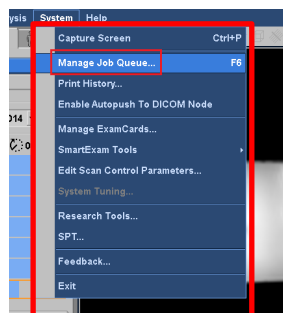 ysis System Help
Capture Screen Ctrl+P
Manage Job Queue... F6
Print History...
Enable Autopush To DICOM Node
014
Manage ExamCards...
SmartExam Tools
Edit Scan Control Parameters...
System Tuning...
Research Tools...
SPT...
Feedback...
Exit